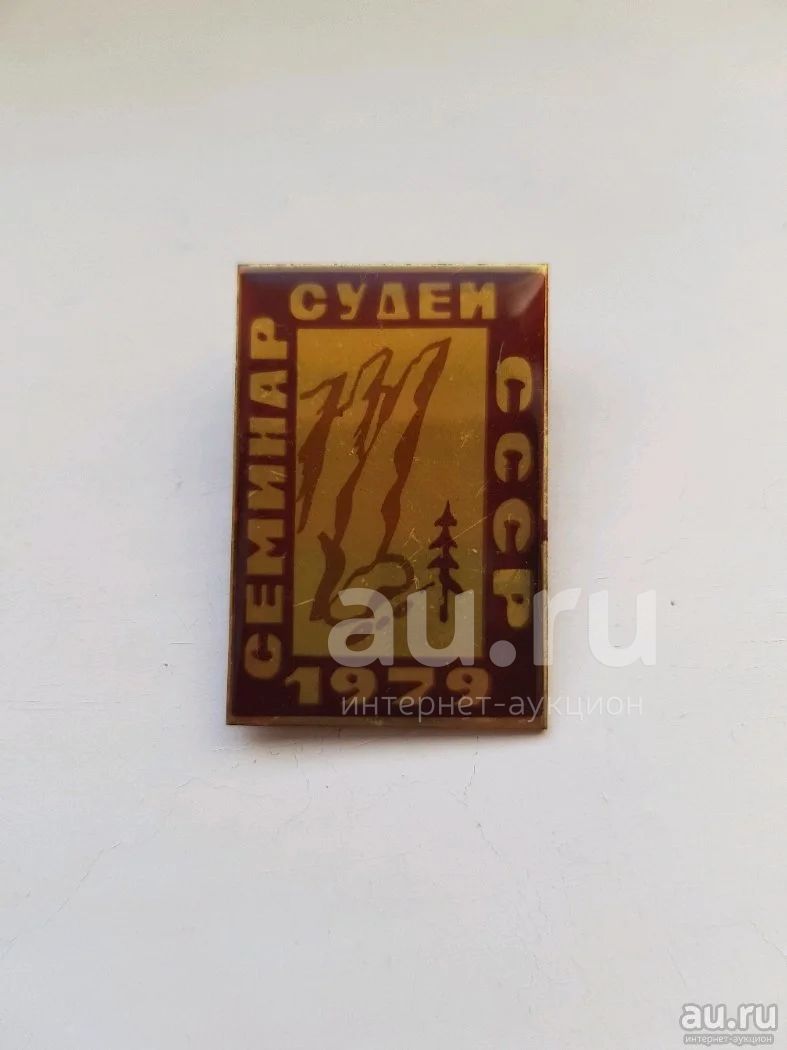 СЕМИНАР
СУДЕЙ
СССР
1979
au.ru
интернет-аукцион
au.ru
интернет-аукцион